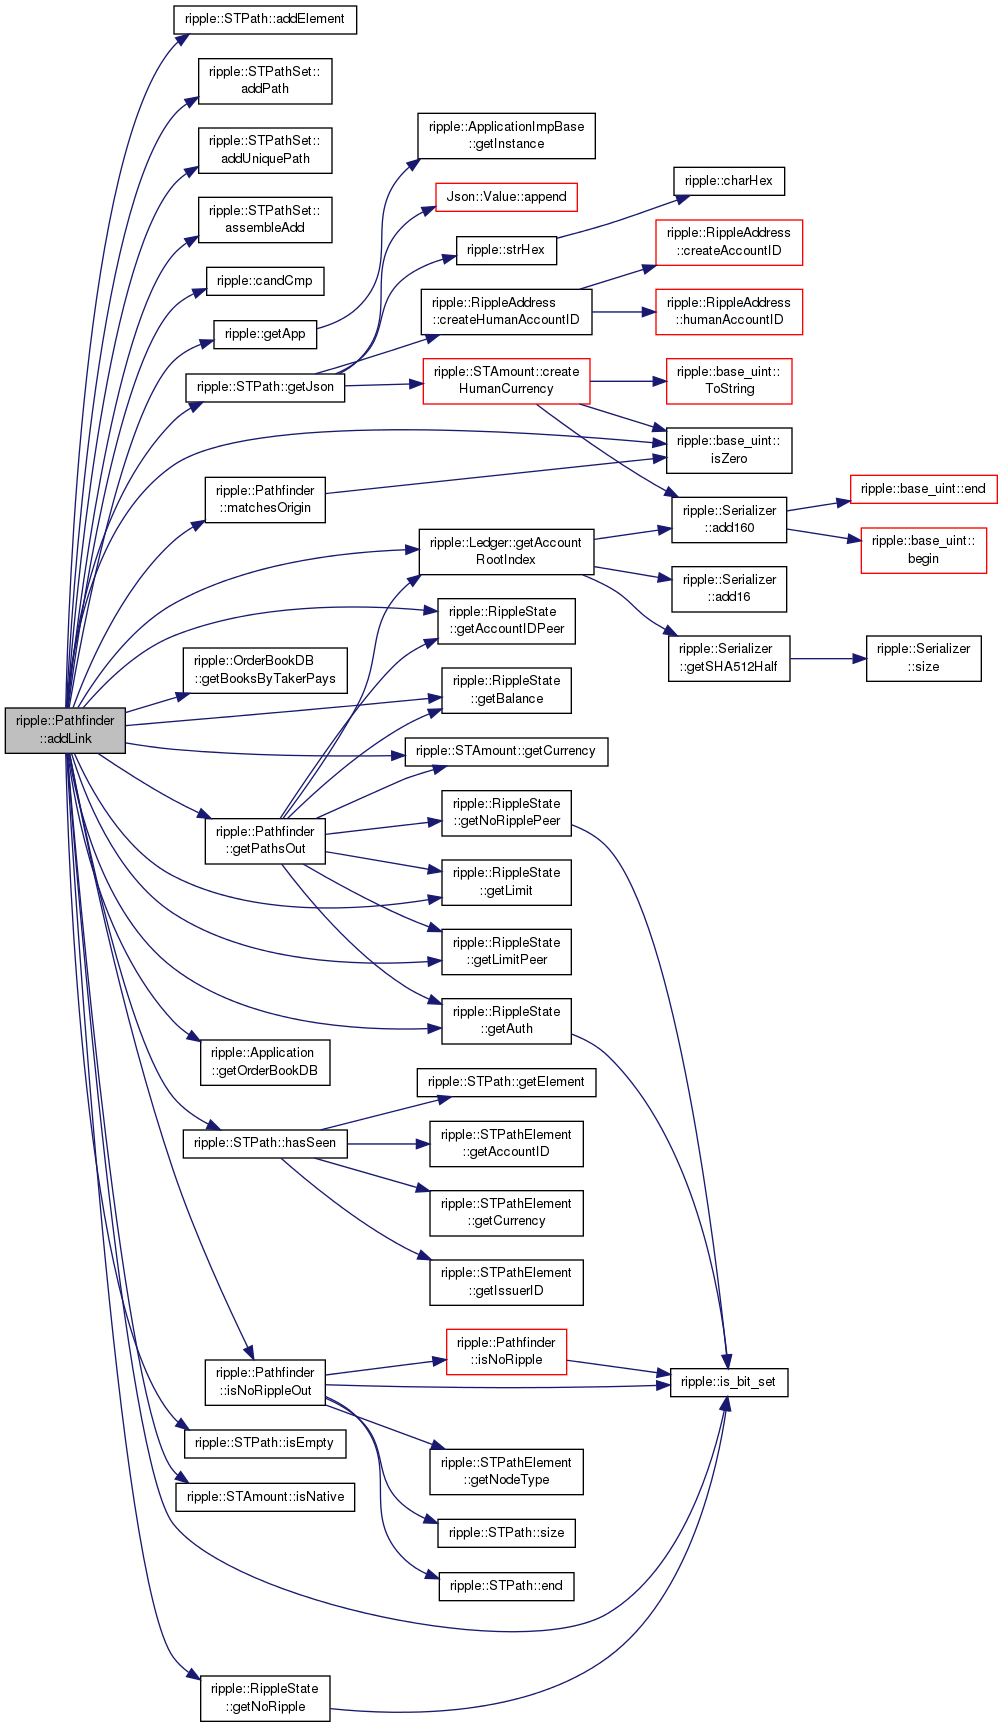 ripple::STPath::addElement
ripple::STPathSet::
addPath
ripple::STPathSet::
addUniquePath
ripple::STPathSet::
assembleAdd
ripple::candCmp
ripple::getApp
ripple::STPath::getJson
ripple::Pathfinder
::matchesOrigin
ripple::OrderBookDB
::getBooksByTakerPays
ripple::Pathfinder
::addLink
ripple::Pathfinder
::getPathsOut
ripple::Application
::getOrderBookDB
ripple::STPath::hasSeen
ripple::Pathfinder
::isNoRippleOut
ripple::STPath::isEmpty
ripple::STAmount::isNative
ripple::RippleState
::getNoRipple
ripple::ApplicationImpBase
::getInstance
Json::Value::append
ripple::strHex
ripple::RippleAddress
::createHumanAccountID
ripple::STAmount::create
HumanCurrency
ripple::Ledger::getAccount
RootIndex
ripple::RippleState
::getAccountIDPeer
ripple::RippleState
::getBalance
ripple::STAmount::getCurrency
ripple::RippleState
::getNoRipplePeer
ripple::RippleState
::getLimit
ripple::RippleState
::getLimitPeer
ripple::RippleState
::getAuth
ripple::STPath::getElement
ripple::STPathElement
::getAccountID
ripple::STPathElement
::getCurrency
ripple::STPathElement
::getIssuerID
ripple::Pathfinder
::isNoRipple
ripple::STPathElement
::getNodeType
ripple::STPath::size
ripple::STPath::end
ripple::charHex
ripple::RippleAddress
::createAccountID
ripple::RippleAddress
::humanAccountID
ripple::base_uint::
ToString
ripple::base_uint::
isZero
ripple::Serializer
::add160
ripple::Serializer
::add16
ripple::Serializer
::getSHA512Half
ripple::is_bit_set
ripple::base_uint::end
ripple::base_uint::
begin
ripple::Serializer
::size